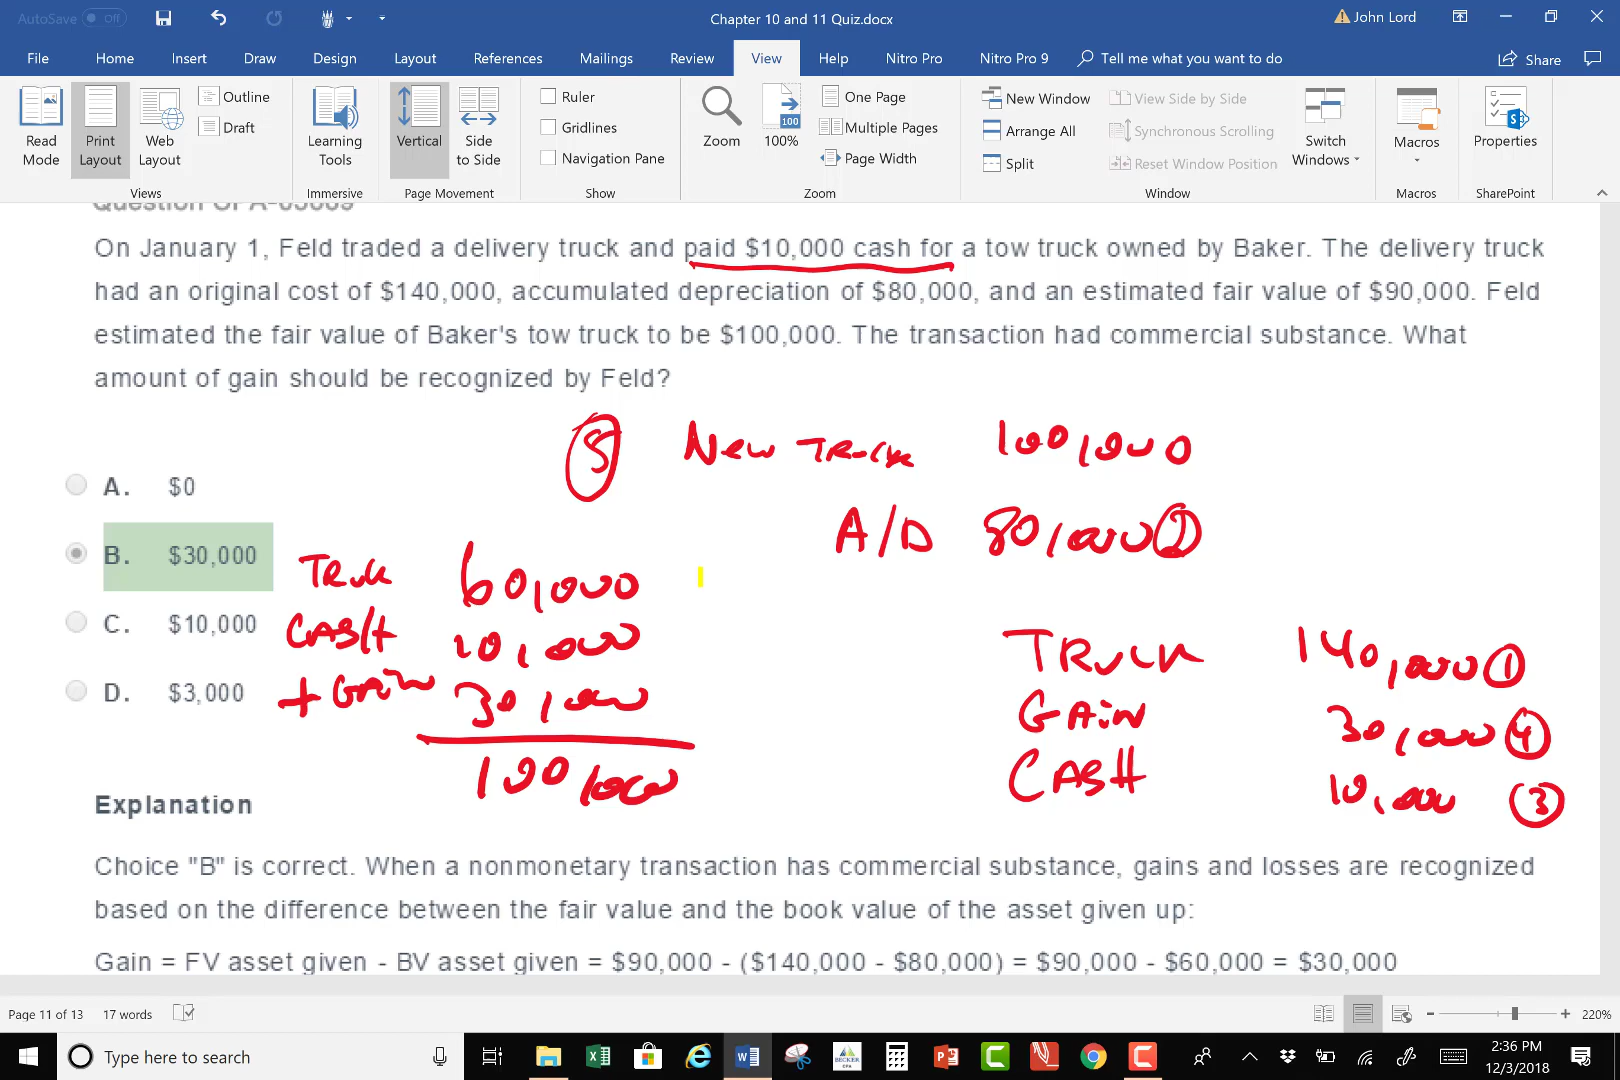 AutoSave Off
Chapter 10 and 11 Quiz.docx
John Lord
File Home Insert Draw Design Layout References Mailings Review View Help Nitro Pro Nitro Pro 9 Tell me what you want to do Share
Read Mode
Print Layout
Web Layout
Outline
Draft
Views
Learning Tools
Immersive
Vertical
Side to Side
Page Movement
Ruler
Gridlines
Navigation Pane
Show
Zoom
100
100%
One Page
Multiple Pages
Page Width
Zoom
New Window
Arrange All
Split
View Side by Side
Synchronous Scrolling
Reset Window Position
Switch Windows
Window
Macros
Macros
Properties
SharePoint
On January 1, Feld traded a delivery truck and paid $10,000 cash for a tow truck owned by Baker. The delivery truck
had an original cost of $140,000, accumulated depreciation of $80,000, and an estimated fair value of $90,000. Feld
estimated the fair value of Baker's tow truck to be $100,000. The transaction had commercial substance. What
amount of gain should be recognized by Feld?
5 New Truck 100,000
A/D 80,000 2
A. $0
B. $30,000
C. $10,000
D. $3,000
Truck 60,000
CASH 10,000
+ GAin 30,000
100,000
TRUCK 140,000 1
GAiN 30,000 4
CASH 10,000 3
Explanation
Choice "B" is correct. When a nonmonetary transaction has commercial substance, gains and losses are recognized
based on the difference between the fair value and the book value of the asset given up:
Gain = FV asset given - BV asset given = $90,000 - ($140,000 - $80,000) = $90,000 - $60,000 = $30,000
Page 11 of 13 17 words 220%
Type here to search
BECKER
2:36 PM
12/3/2018